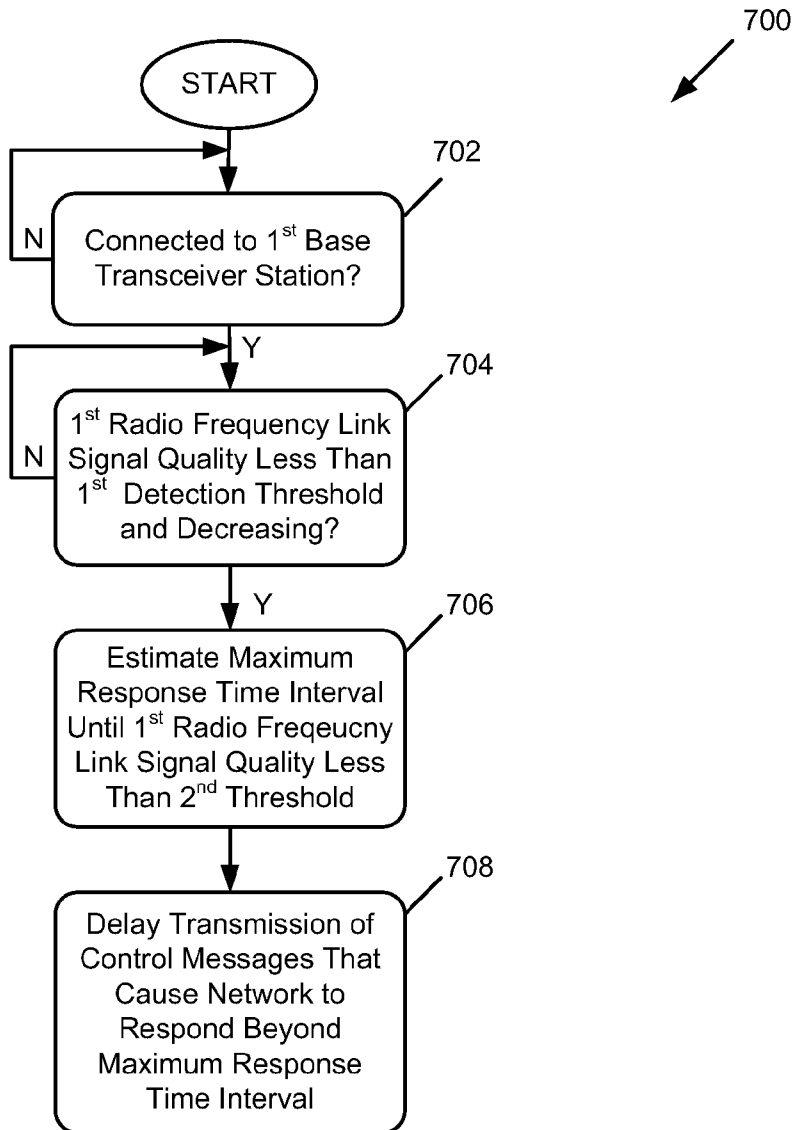 700
START
702
N
Connected to 1st Base
Transceiver Station?
Y
704
N
1st Radio Frequency Link
Signal Quality Less Than
1st Detection Threshold
and Decreasing?
Y
706
Estimate Maximum
Response Time Interval
Until 1st Radio Freqeucny
Link Signal Quality Less
Than 2nd Threshold
708
Delay Transmission of
Control Messages That
Cause Network to
Respond Beyond
Maximum Response
Time Interval